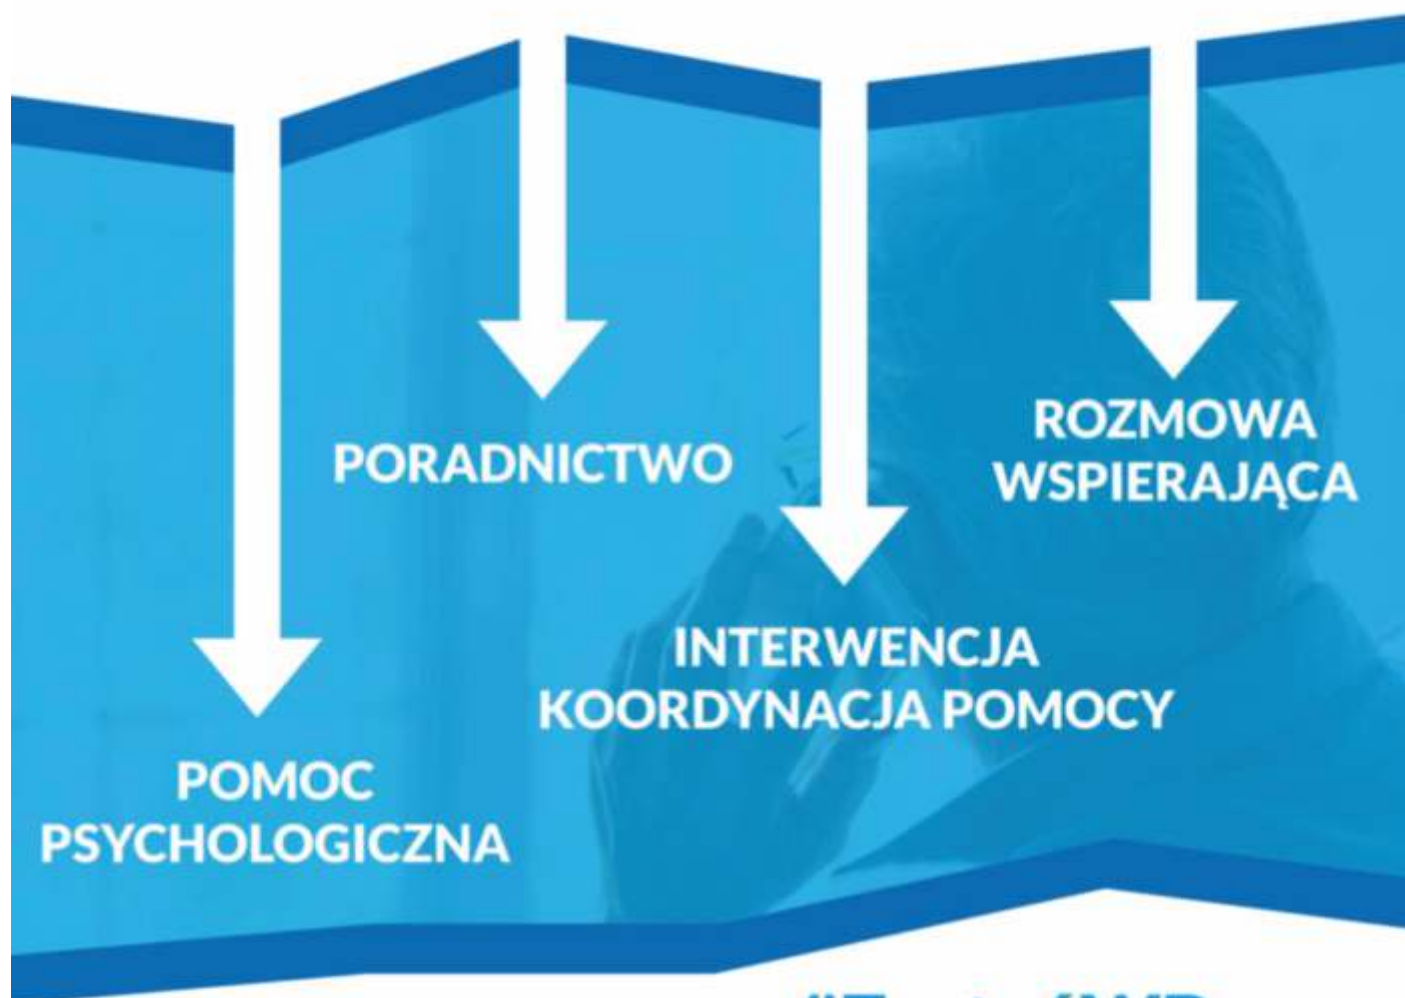 PORADNICTWO
ROZMOWA
WSPIERAJĄCA
INTERWENCJA
KOORDYNACJA POMOCY
POMOC
PSYCHOLOGICZNA